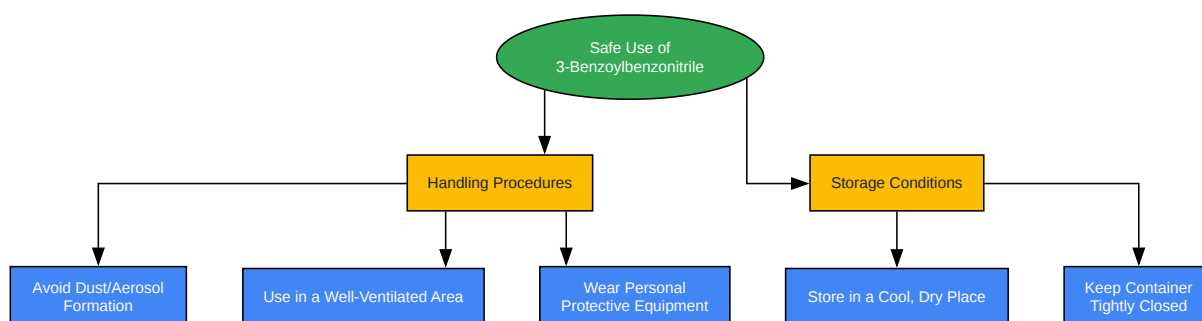 Safe Use of
3-Benzoylbenzonitrile
Handling Procedures
Storage Conditions
Avoid Dust/Aerosol
Formation
Use in a Well-Ventilated Area
Wear Personal
Protective Equipment
Store in a Cool, Dry Place
Keep Container
Tightly Closed